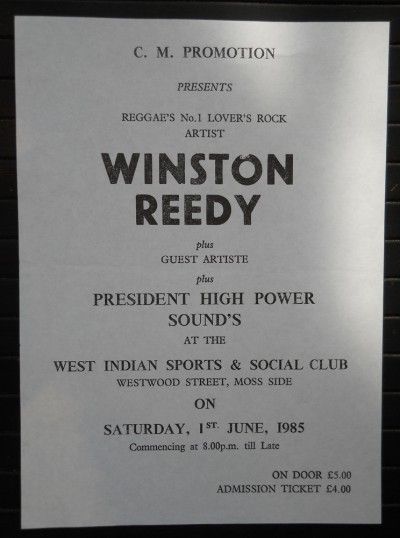 C. M. PROMOTION
PRESENTS
REGGAE'S No.1 LOVER'S ROCK
ARTIST
WINSTON
REEDY
plus
GUEST ARTISTE
plus
PRESIDENT HIGH POWER
SOUND'S
AT THE
WEST INDIAN SPORTS & SOCIAL CLUB
WESTWOOD STREET, MOSS SIDE
ON
SATURDAY, 1ST. JUNE, 1985
Commencing at 8.00p.m. till Late
ON DOOR £5.00
ADMISSION TICKET £4.00